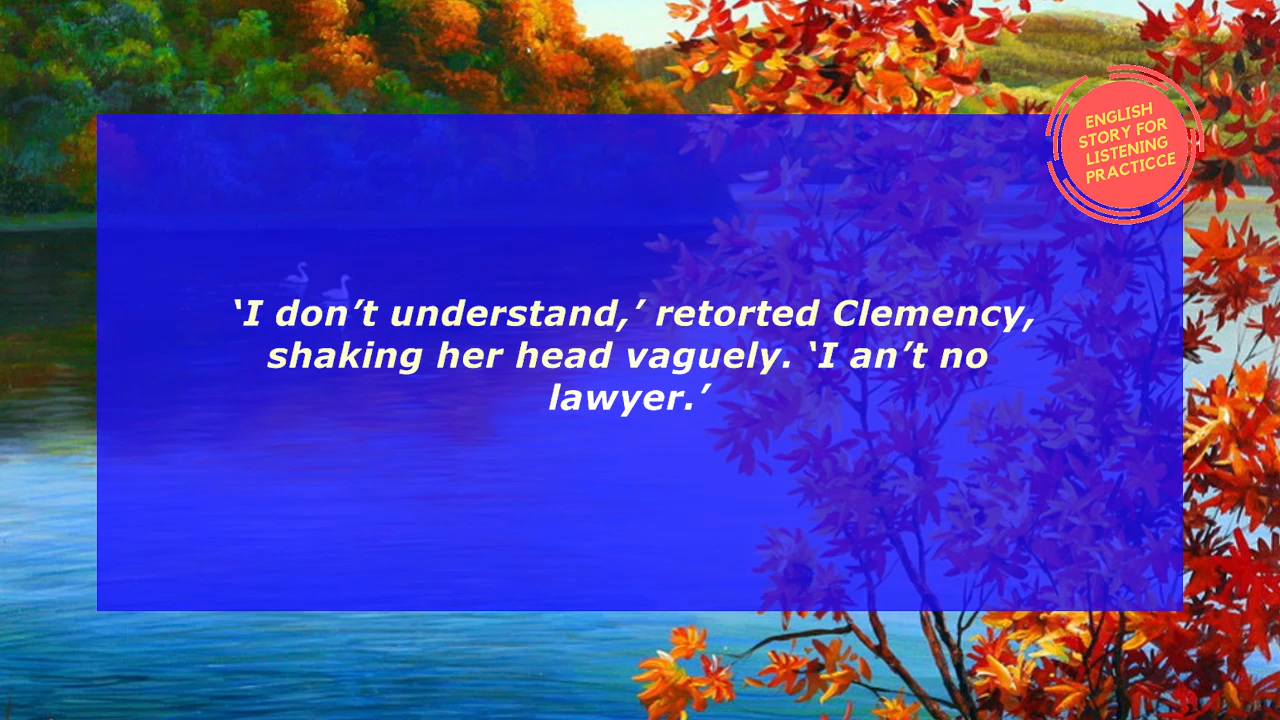 ENGLISH
STORY FOR
LISTENING
PRACTICCE
‘I don’t understand,’ retorted Clemency,
shaking her head vaguely. ‘I an’t no
lawyer.’